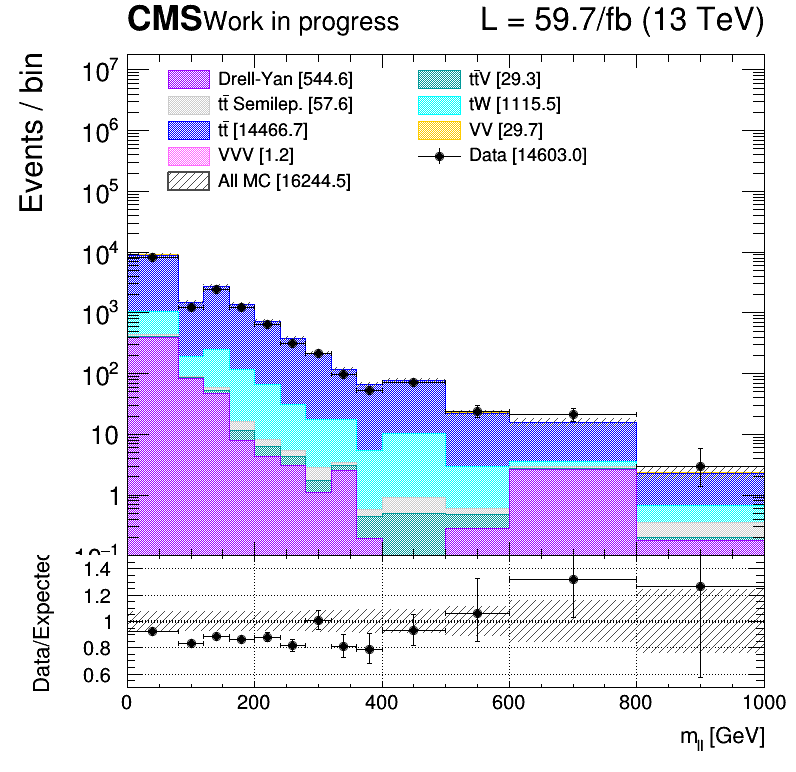 CMS Work in progress L = 59.7/fb (13 TeV)
Events / bin
10⁷
10⁶
10⁵
10⁴
10³
10²
10
1
10⁻¹
Drell-Yan [544.6]
tt̄ Semilep. [57.6]
tt̄ [14466.7]
VVV [1.2]
All MC [16244.5]
tt̄V [29.3]
tW [1115.5]
VV [29.7]
Data [14603.0]
Data/Expected
1.4
1.2
1
0.8
0.6
0 200 400 600 800 1000
m_ll [GeV]